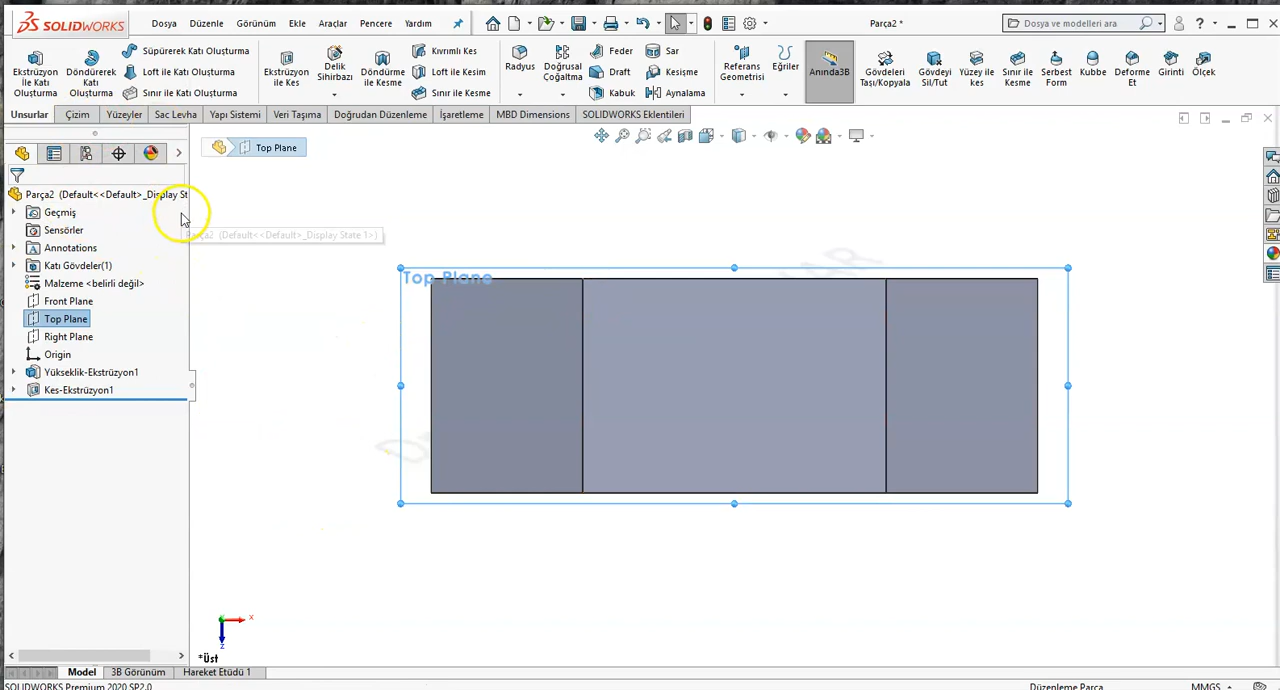 SOLIDWORKS
Dosya Düzenle Görünüm Ekle Araçlar Pencere Yardım
Parça2 *
Dosya ve modelleri ara
Ekstrüzyon ile Katı Oluşturma
Döndürerek Katı Oluşturma
Süpürerek Katı Oluşturma
Loft ile Katı Oluşturma
Sınır ile Katı Oluşturma
Ekstrüzyon ile Kes
Delik Sihirbazı
Döndürme ile Kesme
Kıvrımlı Kes
Loft ile Kesim
Sınır ile Kesme
Radyus
Doğrusal Çoğaltma
Feder
Draft
Kabuk
Sar
Kesişme
Aynalama
Referans Geometrisi
Eğriler
Anında3B
Gövdeleri Taşı/Kopyala
Gövdeyi Sil/Tut
Yüzey ile kes
Sınır ile Kesme
Serbest Form
Kubbe
Deforme Et
Girinti
Ölçek
Unsurlar Çizim Yüzeyler Sac Levha Yapı Sistemi Veri Taşıma Doğrudan Düzenleme İşaretleme MBD Dimensions SOLIDWORKS Eklentileri
Top Plane
Parça2 (Default<<Default>_Display St
Geçmiş
Sensörler
Parça2 (Default<<Default>_Display State 1>)
Annotations
Katı Gövdeler(1)
Malzeme <belirli değil>
Front Plane
Top Plane
Right Plane
Origin
Yükseklik-Ekstrüzyon1
Kes-Ekstrüzyon1
Top Plane
x
z
*Üst
Model 3B Görünüm Hareket Etüdü 1
SOLIDWORKS Premium 2020 SP2.0
Düzenleme Parça
MMGS